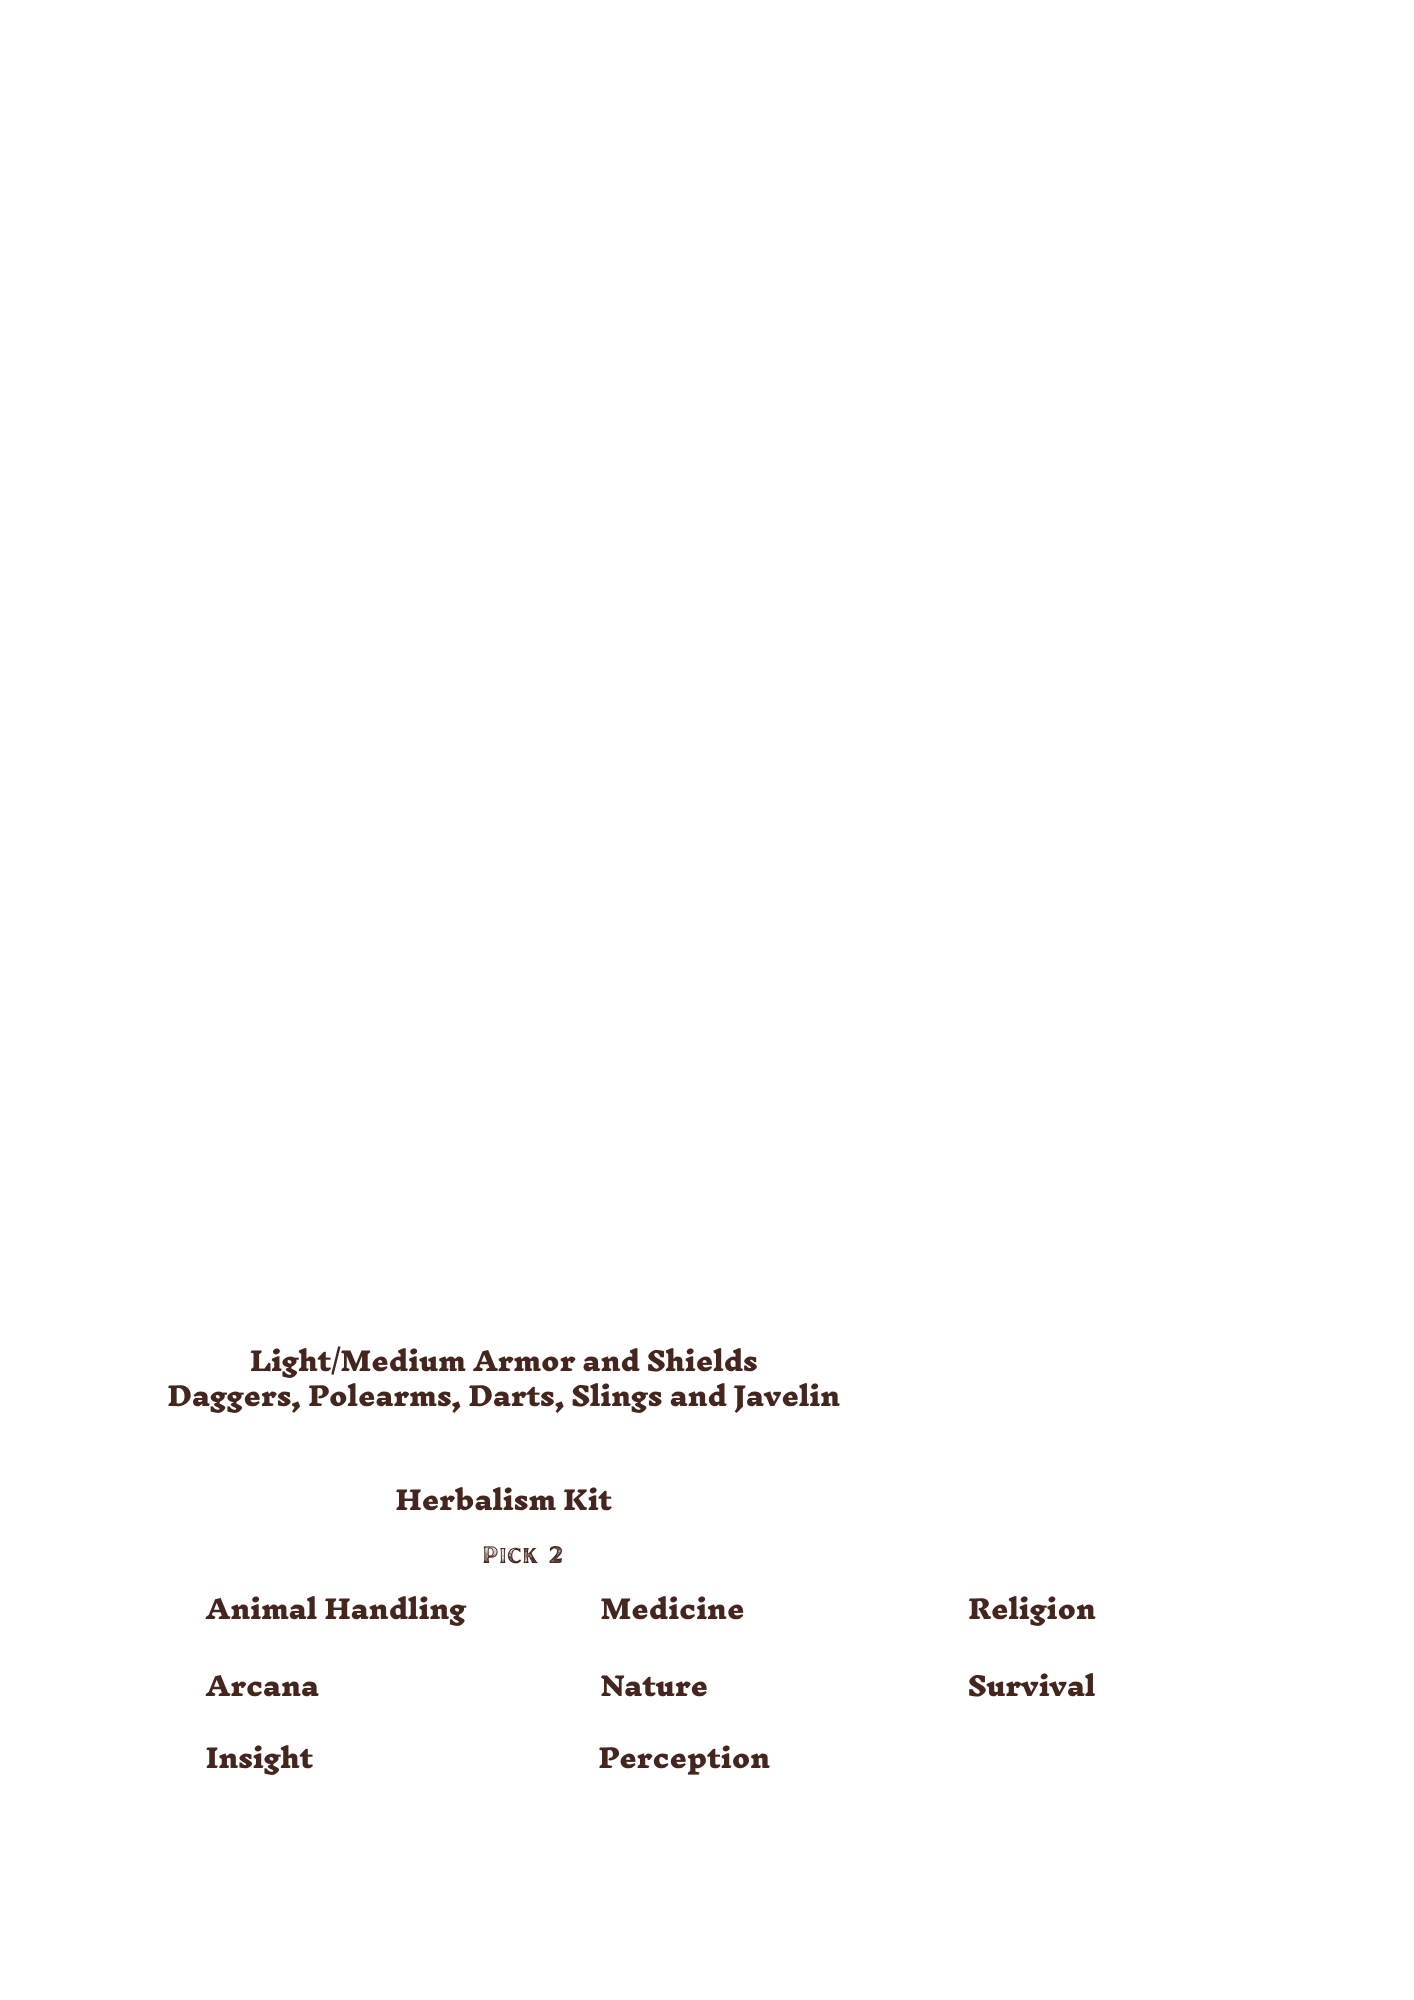 Light/Medium Armor and Shields
Daggers, Polearms, Darts, Slings and Javelin
Herbalism Kit
Pick 2
Animal Handling Medicine Religion
Arcana Nature Survival
Insight Perception